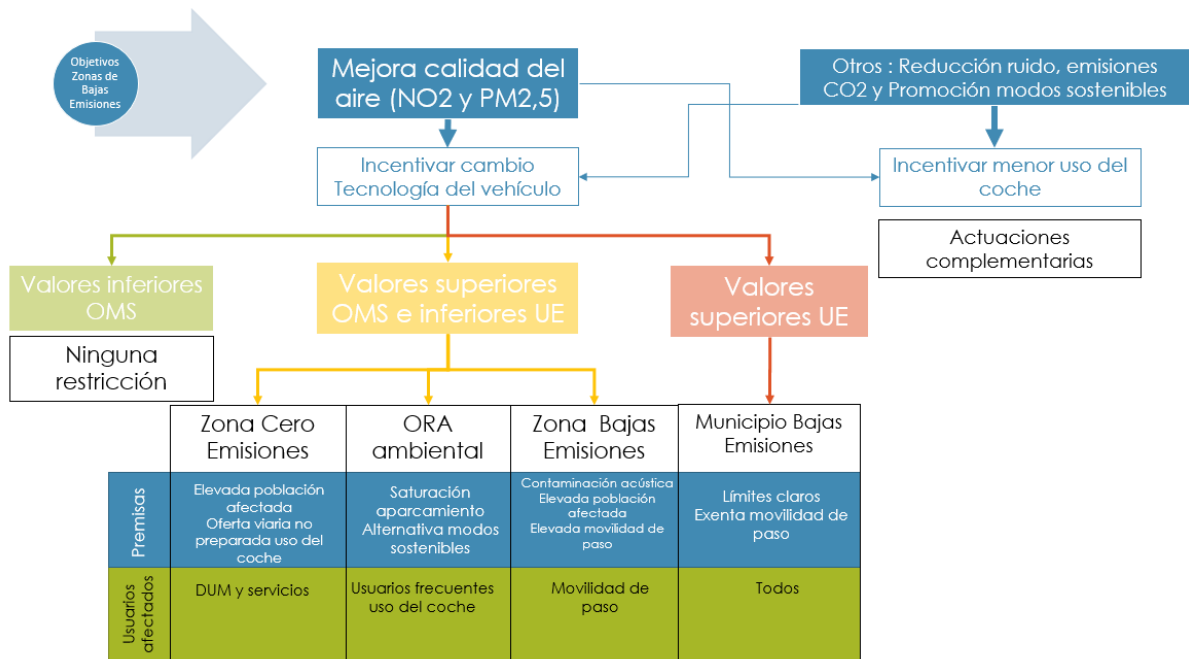 Objetivos
Zonas de
Bajas
Emisiones
Mejora calidad del
aire (NO2 y PM2,5)
Otros : Reducción ruido, emisiones
CO2 y Promoción modos sostenibles
Incentivar cambio
Tecnología del vehículo
Incentivar menor uso del
coche
Actuaciones
complementarias
Valores inferiores
OMS
Valores superiores
OMS e inferiores UE
Valores
superiores UE
Ninguna
restricción
Zona Cero
Emisiones
ORA
ambiental
Zona Bajas
Emisiones
Municipio Bajas
Emisiones
Premisas
Elevada población
afectada
Oferta viaria no
preparada uso del
coche
Saturación
aparcamiento
Alternativa modos
sostenibles
Contaminación acústica
Elevada población
afectada
Elevada movilidad de
paso
Límites claros
Exenta movilidad de
paso
Usuarios
afectados
DUM y servicios
Usuarios frecuentes
uso del coche
Movilidad de
paso
Todos